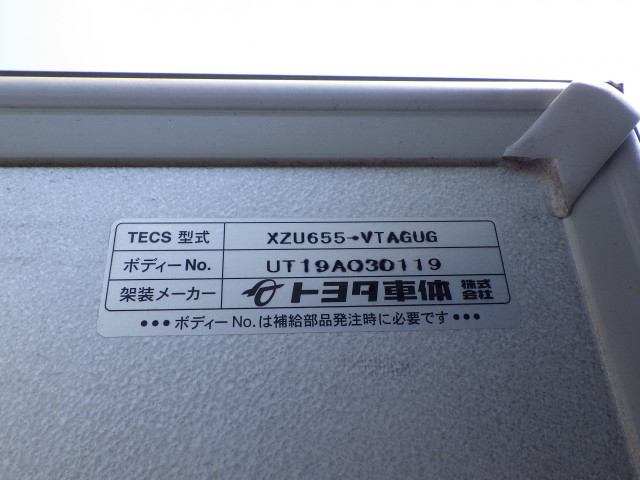 TECS 型式 XZU655-VTAGUG
ボディーNo. UT19A030119
架装メーカー トヨタ車体 株式会社
●●●ボディーNo.は補給部品発注時に必要です●●●